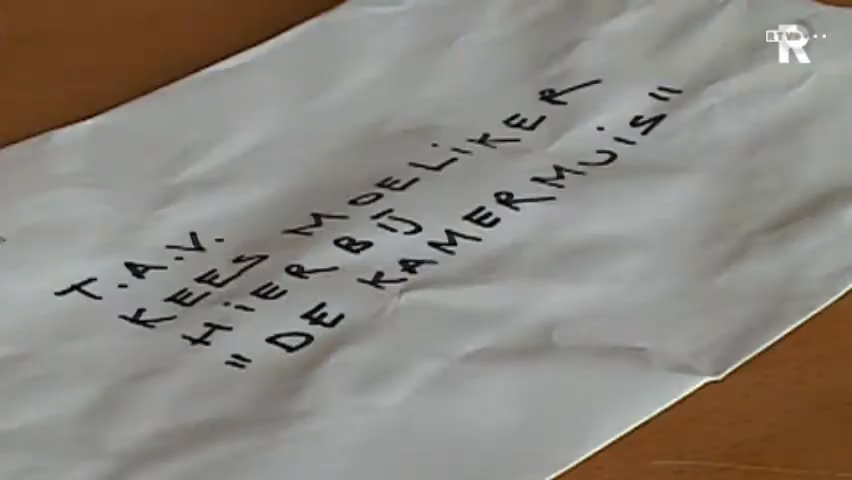 T.A.V.
KEES MOELIKER
HIERBIJ
"DE KAMERMUIS"
RTV
R